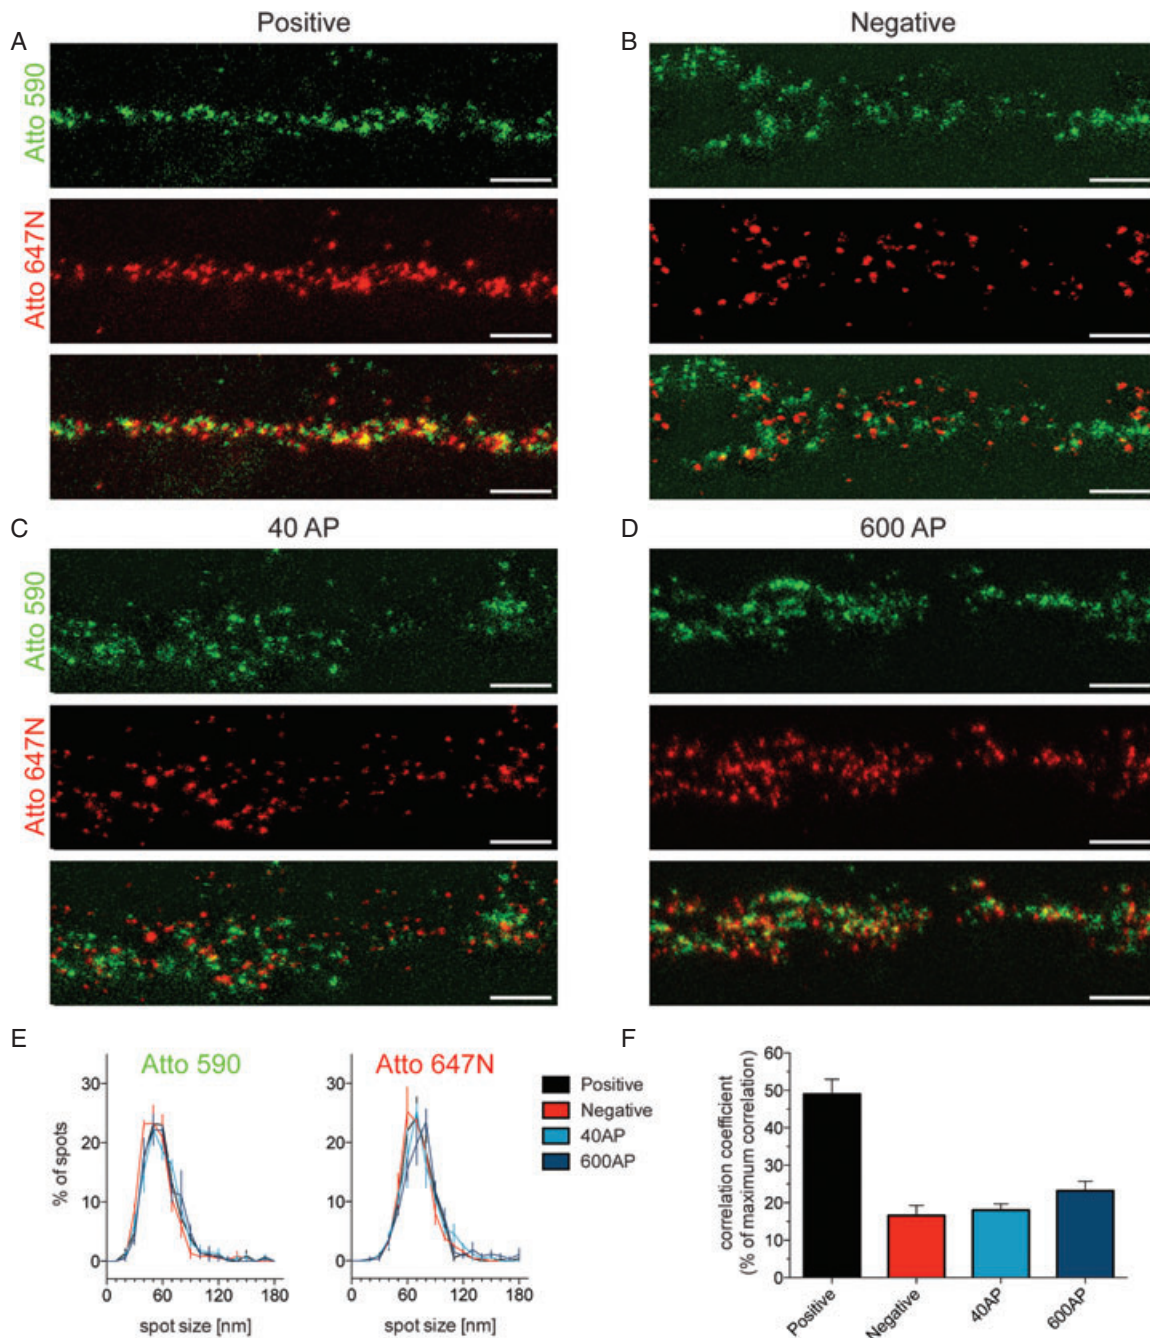 Positive
Negative
A
B
Atto 590
Atto 647N
C
40 AP
D
600 AP
Atto 590
Atto 647N
E
Atto 590
Atto 647N
% of spots
30
20
10
0
0 60 120 180
spot size [nm]
30
20
10
0
0 60 120 180
spot size [nm]
Positive
Negative
40AP
600AP
F
correlation coefficient
(% of maximum correlation)
60
50
40
30
20
10
0
Positive
Negative
40AP
600AP